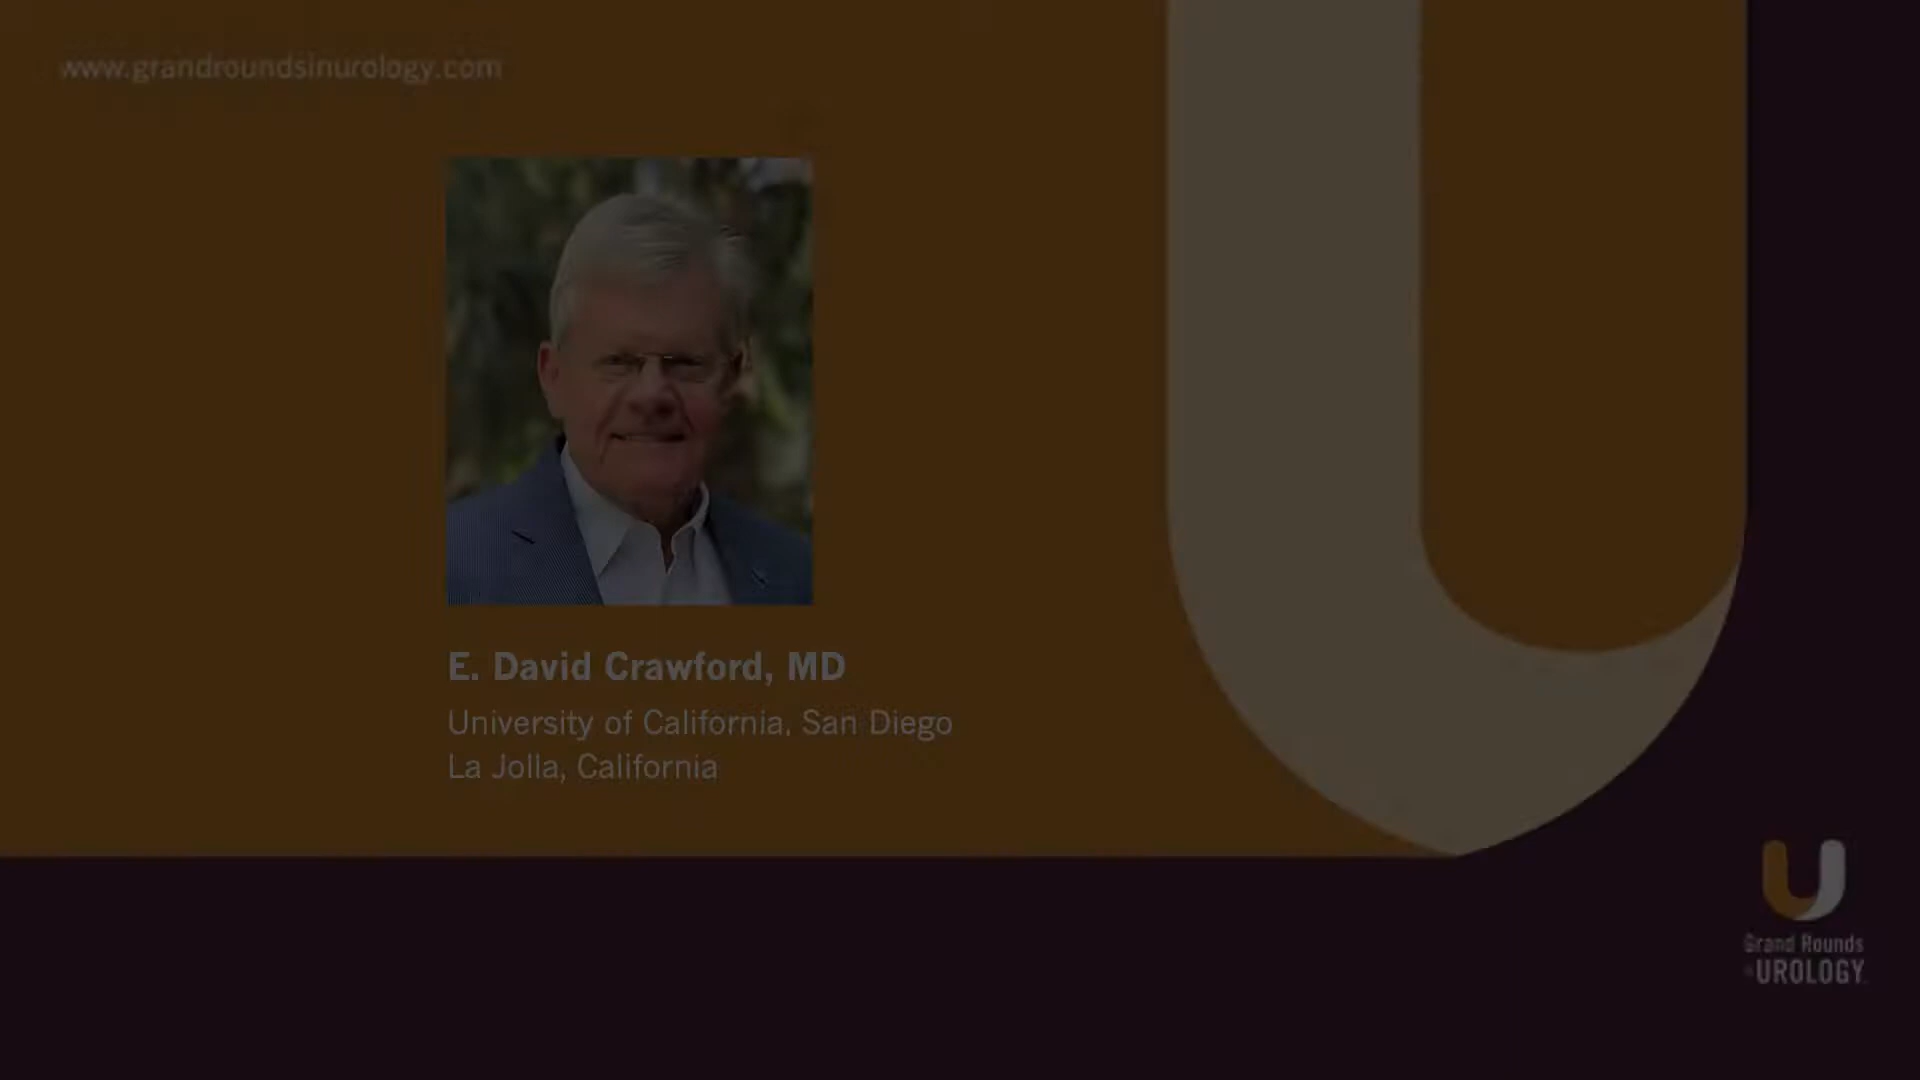 www.grandroundsinurology.com
E. David Crawford, MD
University of California, San Diego
La Jolla, California
Grand Rounds
UROLOGY